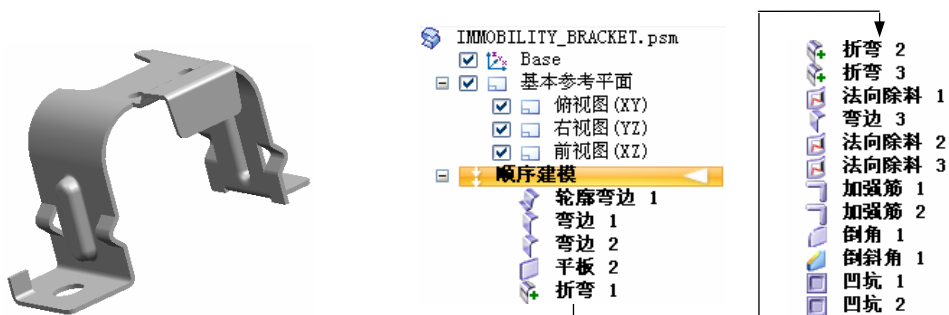 IMMOBILITY_BRACKET.psm
Base
基本参考平面
俯视图(XY)
右视图(YZ)
前视图(XZ)
顺序建模
轮廓弯边 1
弯边 1
弯边 2
平板 2
折弯 1
折弯 2
折弯 3
法向除料 1
弯边 3
法向除料 2
法向除料 3
加强筋 1
加强筋 2
倒角 1
倒斜角 1
凹坑 1
凹坑 2